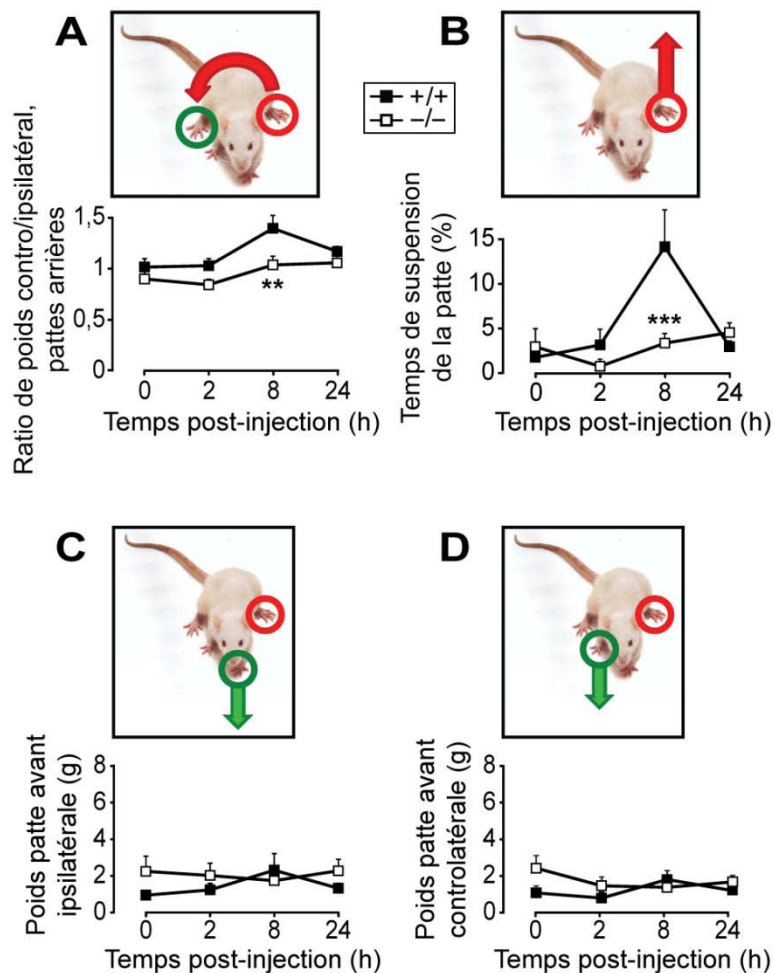 A
B
+/+
−/−
Ratio de poids contro/ipsilatéral,
pattes arrières
1,5
1
0,5
0
0 2 8 24
**
Temps post-injection (h)
Temps de suspension
de la patte (%)
15
10
5
0
0 2 8 24
***
Temps post-injection (h)
C
D
Poids patte avant
ipsilatérale (g)
8
6
4
2
0
0 2 8 24
Temps post-injection (h)
Poids patte avant
controlatérale (g)
8
6
4
2
0
0 2 8 24
Temps post-injection (h)